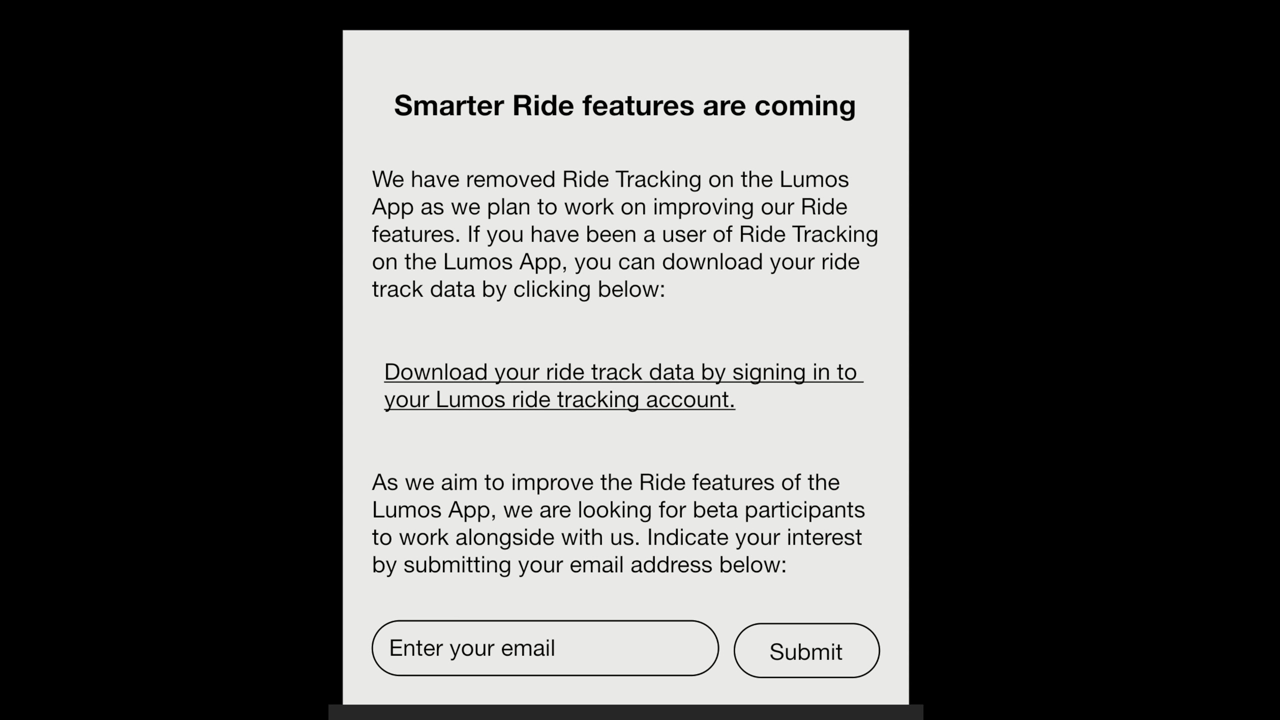 Smarter Ride features are coming
We have removed Ride Tracking on the Lumos
App as we plan to work on improving our Ride
features. If you have been a user of Ride Tracking
on the Lumos App, you can download your ride
track data by clicking below:
Download your ride track data by signing in to
your Lumos ride tracking account.
As we aim to improve the Ride features of the
Lumos App, we are looking for beta participants
to work alongside with us. Indicate your interest
by submitting your email address below:
Enter your email
Submit